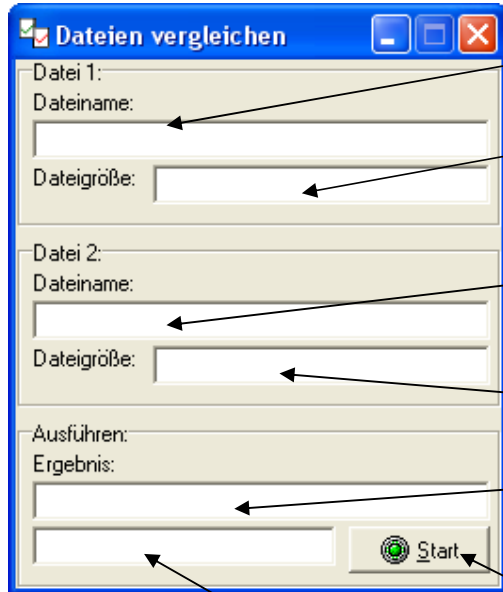 Dateien vergleichen
Datei 1:
Dateiname:
Dateigröße:
Datei 2:
Dateiname:
Dateigröße:
Ausführen:
Ergebnis:
Start